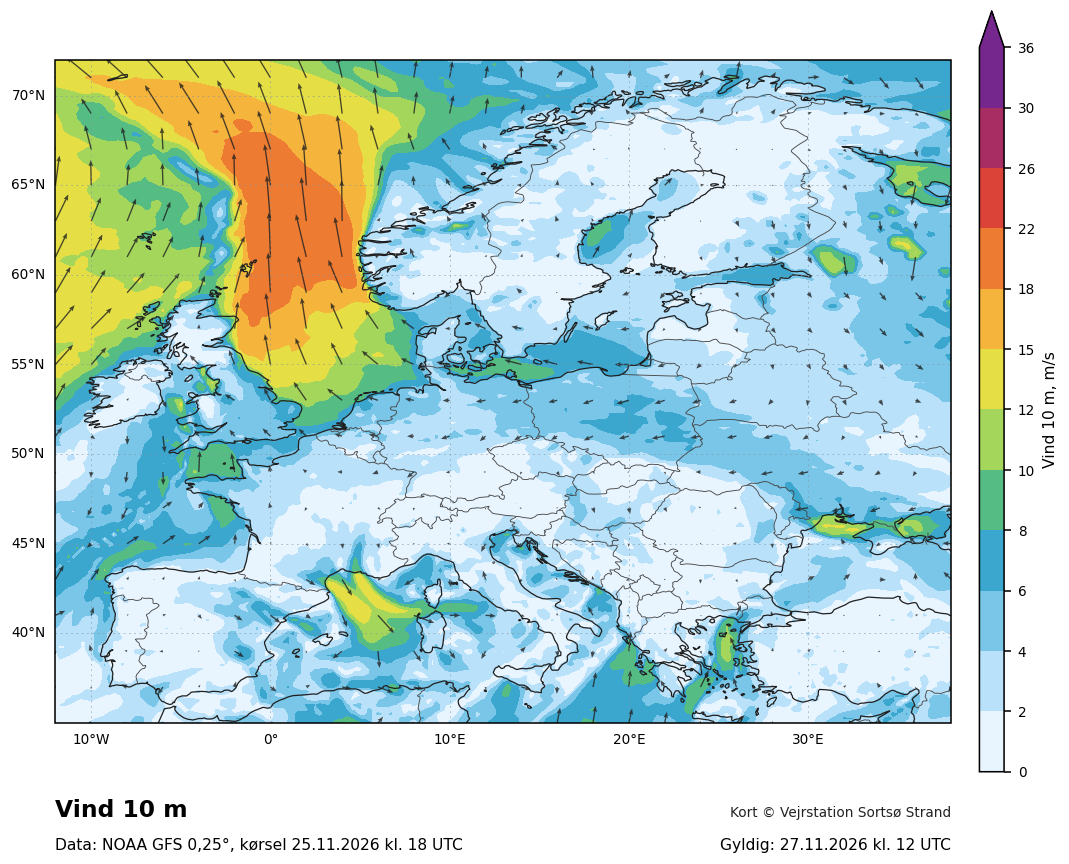 36
30
26
22
18
15
12
10
8
6
4
2
0
Vind 10 m, m/s
70°N
65°N
60°N
55°N
50°N
45°N
40°N
10°W
0°
10°E
20°E
30°E
Vind 10 m
Kort © Vejrstation Sortsø Strand
Data: NOAA GFS 0,25°, kørsel 25.11.2026 kl. 18 UTC
Gyldig: 27.11.2026 kl. 12 UTC